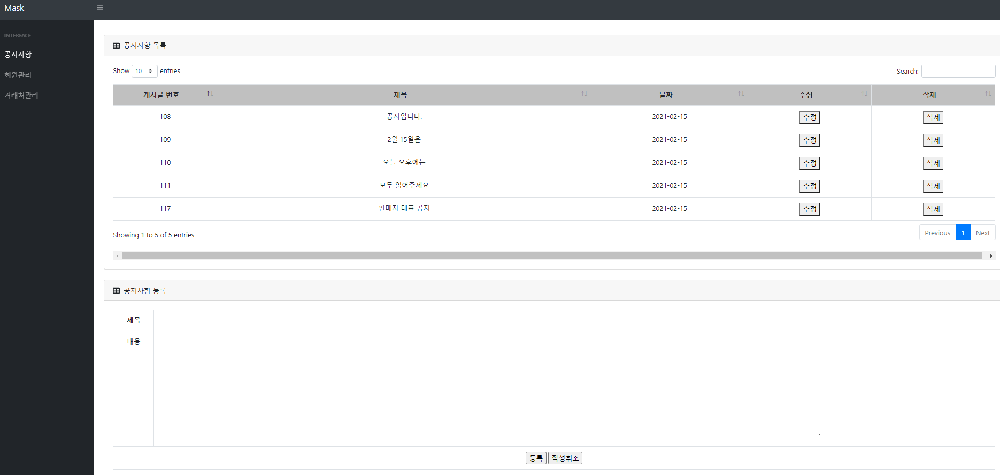 Mask
INTERFACE
공지사항
회원관리
거래처관리
공지사항 목록
Show 10 entries Search:
게시글 번호 제목 날짜 수정 삭제
108 공지입니다. 2021-02-15 수정 삭제
109 2월 15일은 2021-02-15 수정 삭제
110 오늘 오후에는 2021-02-15 수정 삭제
111 모두 읽어주세요 2021-02-15 수정 삭제
117 판매자 대표 공지 2021-02-15 수정 삭제
Showing 1 to 5 of 5 entries Previous 1 Next
공지사항 등록
제목
내용
등록 작성취소